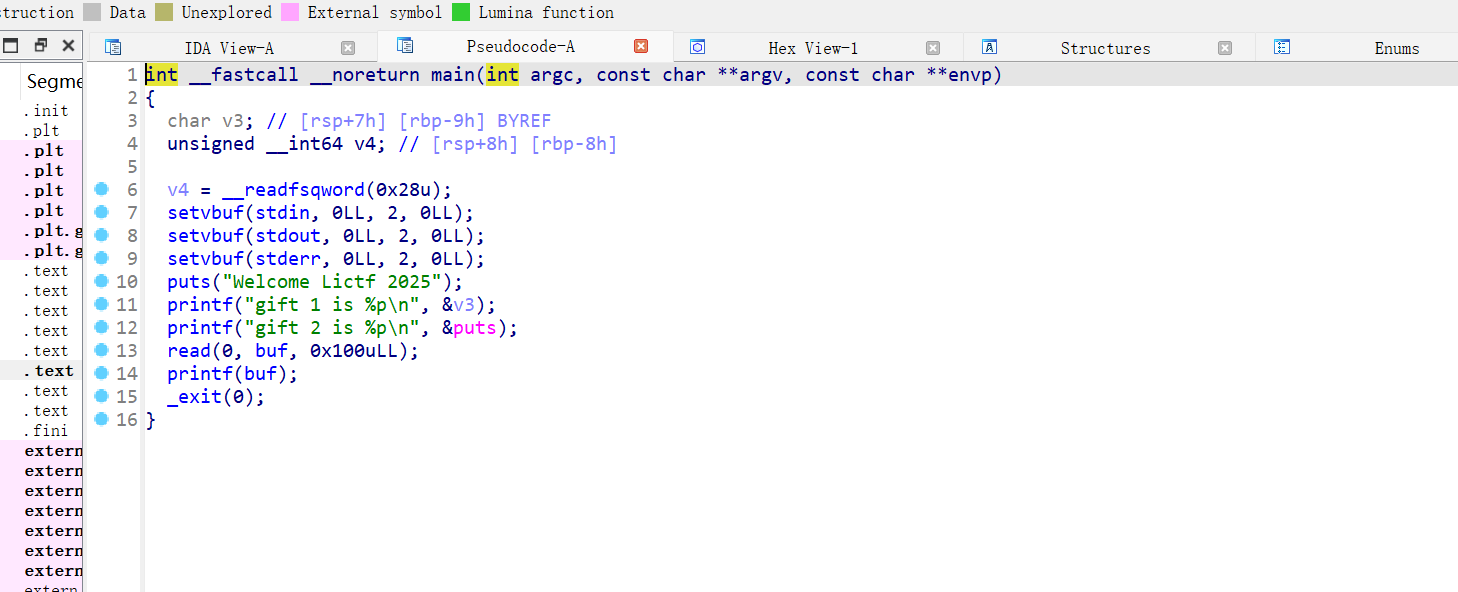 struction Data Unexplored External symbol Lumina function
IDA View-A Pseudocode-A Hex View-1 Structures Enums
Segme
.init
.plt
.plt
.plt
.plt
.plt
.plt.g
.plt.g
.text
.text
.text
.text
.text
.text
.text
.text
.fini
extern
extern
extern
extern
extern
extern
extern
1 int __fastcall __noreturn main(int argc, const char **argv, const char **envp)
2 {
3 char v3; // [rsp+7h] [rbp-9h] BYREF
4 unsigned __int64 v4; // [rsp+8h] [rbp-8h]
5
6 v4 = __readfsqword(0x28u);
7 setvbuf(stdin, 0LL, 2, 0LL);
8 setvbuf(stdout, 0LL, 2, 0LL);
9 setvbuf(stderr, 0LL, 2, 0LL);
10 puts("Welcome Lictf 2025");
11 printf("gift 1 is %p\n", &v3);
12 printf("gift 2 is %p\n", &puts);
13 read(0, buf, 0x100uLL);
14 printf(buf);
15 _exit(0);
16 }